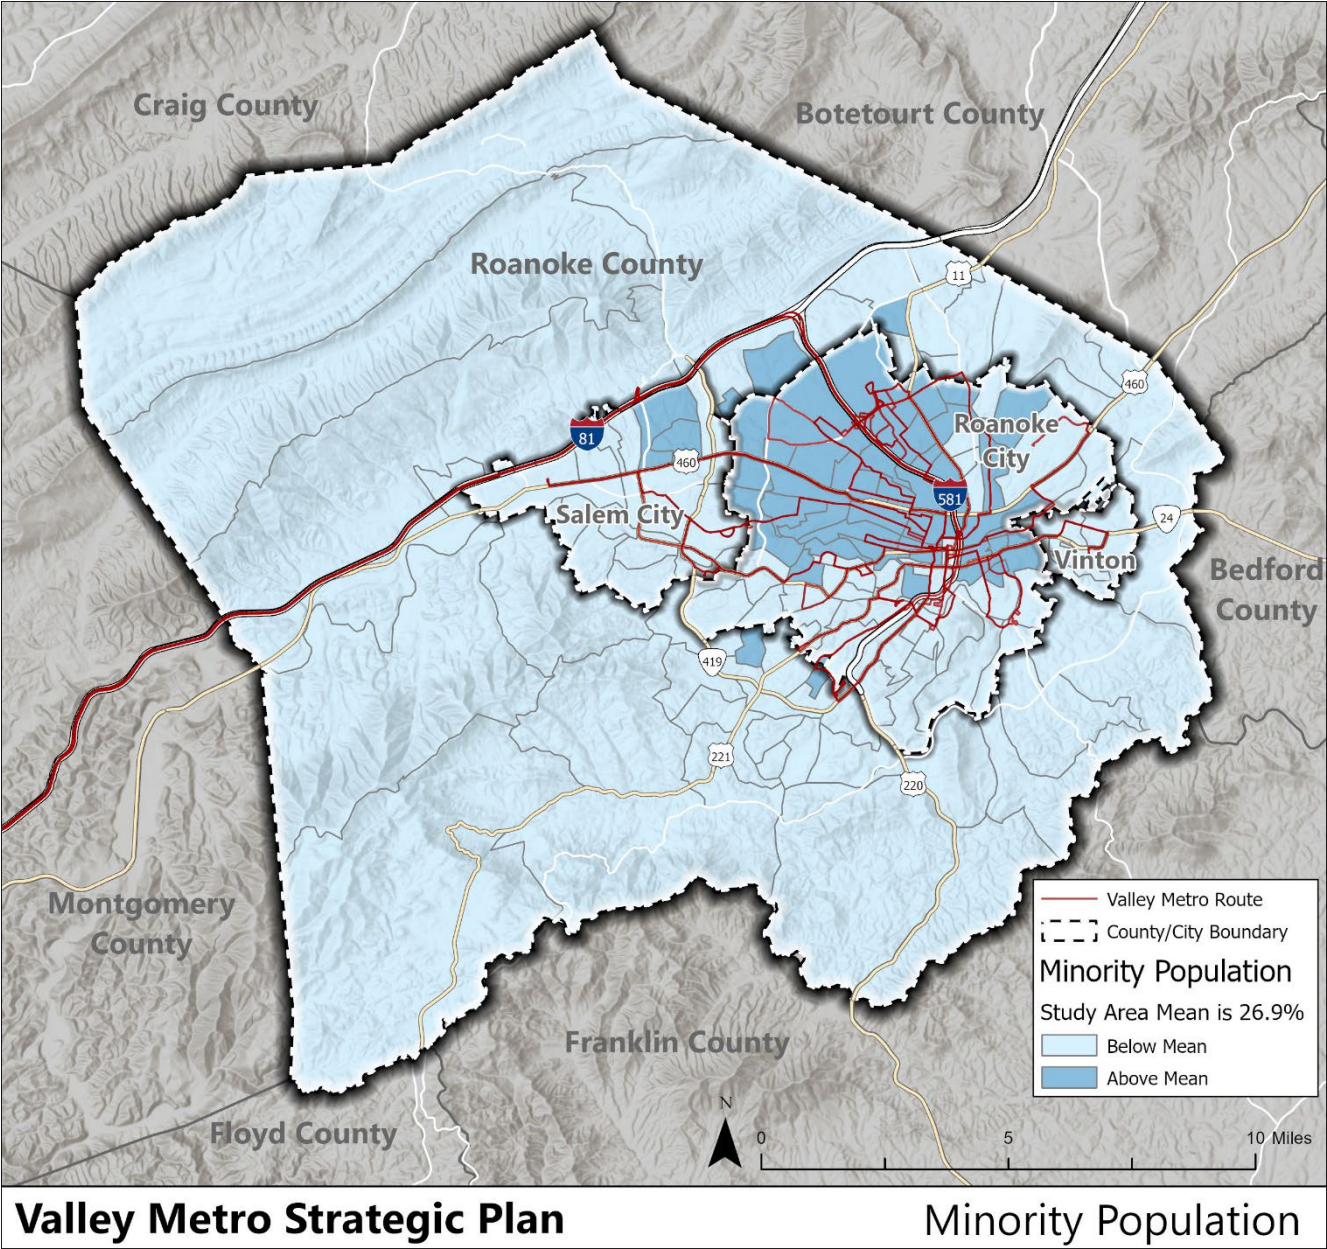 Craig County
Botetourt County
Roanoke County
11
460
Roanoke
City
81
460
581
Salem City
24
Vinton
Bedford
County
419
221
220
Montgomery
County
Valley Metro Route
County/City Boundary
Minority Population
Study Area Mean is 26.9%
Below Mean
Above Mean
Franklin County
Floyd County
N
0 5 10 Miles
Valley Metro Strategic Plan
Minority Population